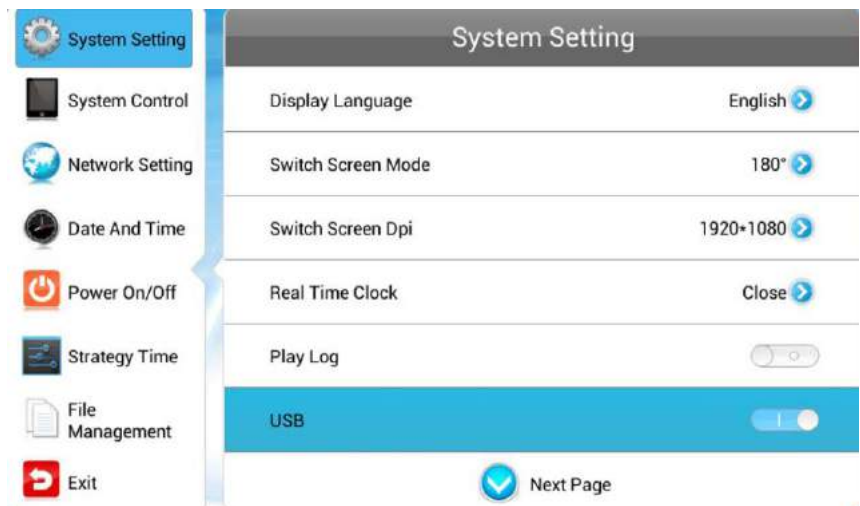 System Setting
System Control
Network Setting
Date And Time
Power On/Off
Strategy Time
File
Management
Exit
System Setting
Display Language English
Switch Screen Mode 180°
Switch Screen Dpi 1920*1080
Real Time Clock Close
Play Log
USB
Next Page